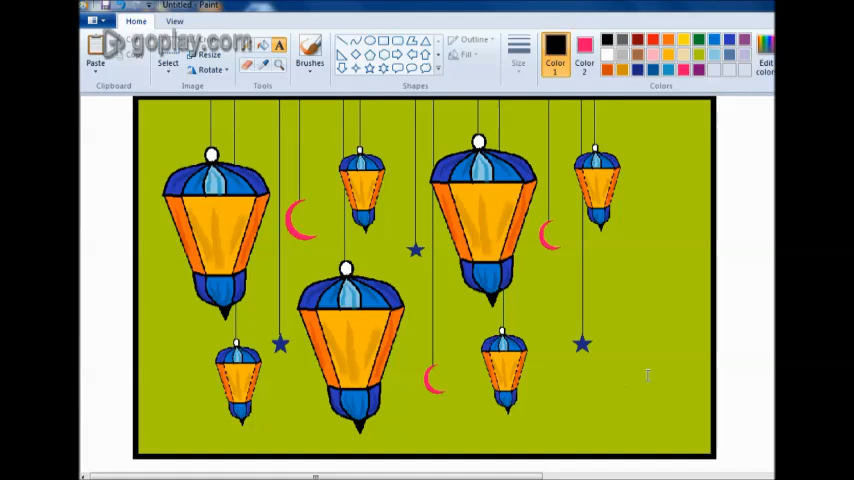 Untitled - Paint
goplay.com
Home
View
Paste
Copy
Select
Resize
Rotate
A
Brushes
Outline
Fill
Size
Color
1
Color
2
Edit
colors
Clipboard
Image
Tools
Shapes
Colors